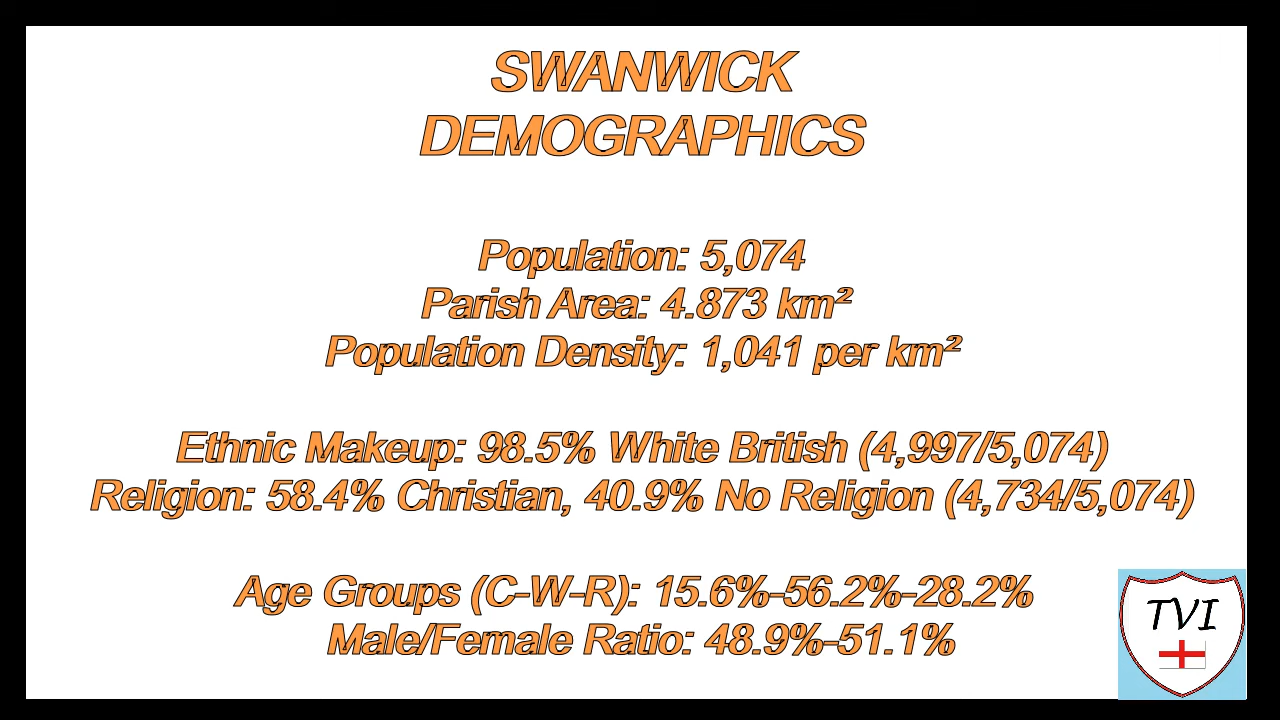 SWANWICK
DEMOGRAPHICS
Population: 5,074
Parish Area: 4.873 km²
Population Density: 1,041 per km²
Ethnic Makeup: 98.5% White British (4,997/5,074)
Religion: 58.4% Christian, 40.9% No Religion (4,734/5,074)
Age Groups (C-W-R): 15.6%-56.2%-28.2%
Male/Female Ratio: 48.9%-51.1%
TVI